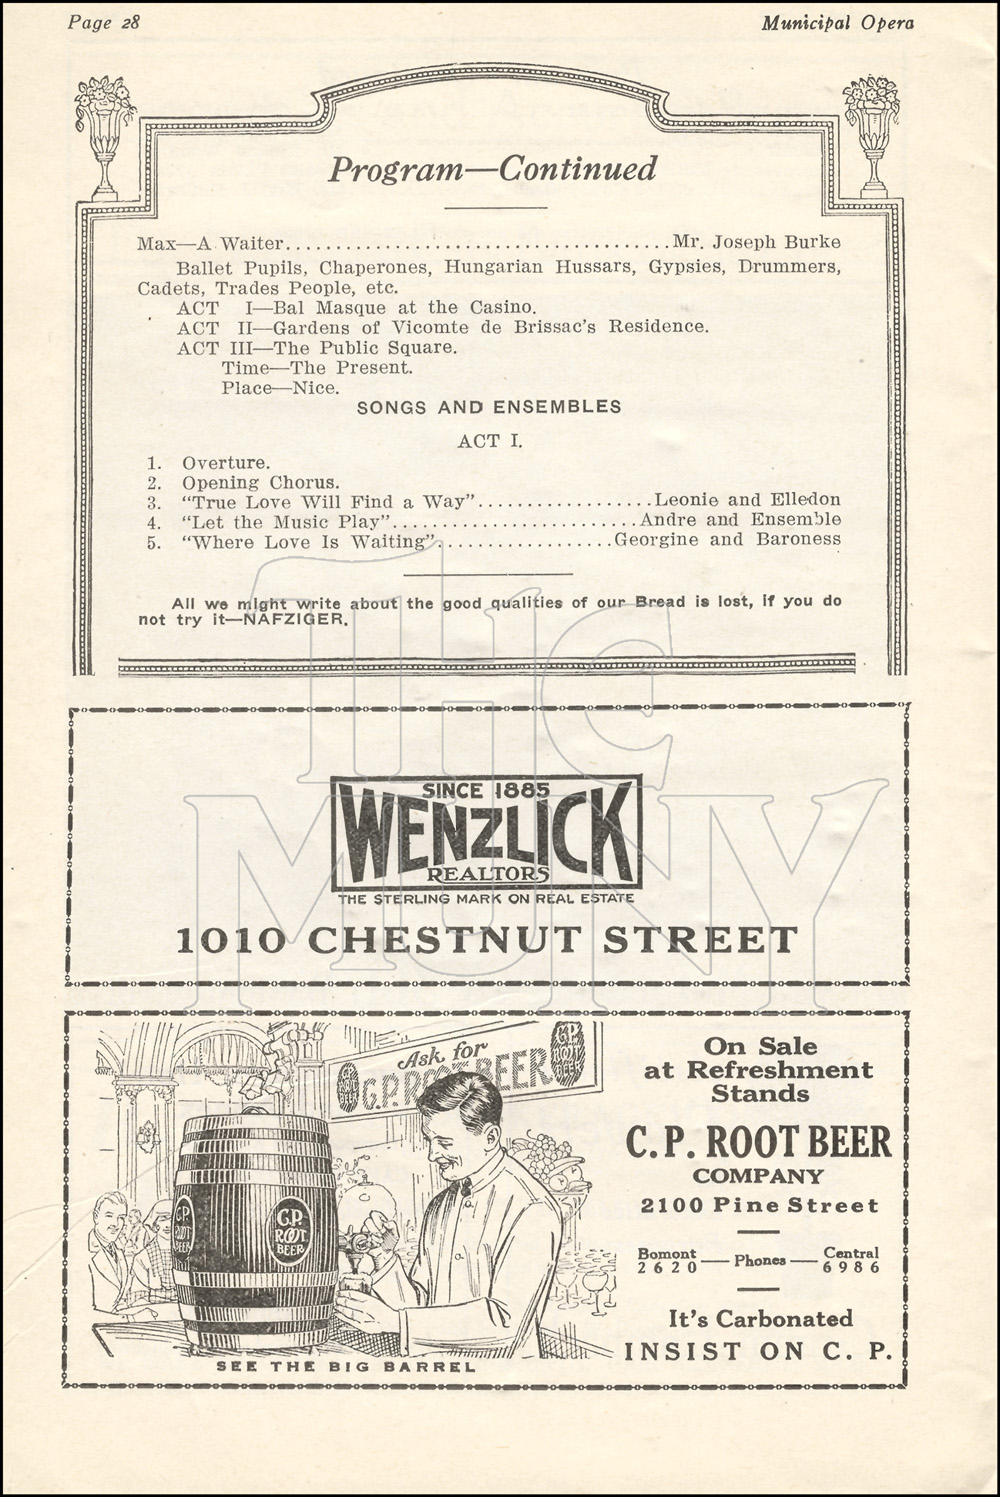 Page 28
Municipal Opera
Program—Continued
Max—A Waiter........................................Mr. Joseph Burke
Ballet Pupils, Chaperones, Hungarian Hussars, Gypsies, Drummers,
Cadets, Trades People, etc.
ACT I—Bal Masque at the Casino.
ACT II—Gardens of Vicomte de Brissac's Residence.
ACT III—The Public Square.
Time—The Present.
Place—Nice.
SONGS AND ENSEMBLES
ACT I.
1. Overture.
2. Opening Chorus.
3. “True Love Will Find a Way”.................Leonie and Elledon
4. “Let the Music Play”........................Andre and Ensemble
5. “Where Love Is Waiting”.................Georgine and Baroness
All we might write about the good qualities of our Bread is lost, if you do
not try it—NAFZIGER.
THE
MUNY
SINCE 1885
WENZLICK
REALTORS
THE STERLING MARK ON REAL ESTATE
1010 CHESTNUT STREET
Ask for
C.P. ROOT BEER
C.P.
ROOT
BEER
C.P.
ROOT
BEER
C.P.
ROOT
BEER
SEE THE BIG BARREL
On Sale
at Refreshment
Stands
C. P. ROOT BEER
COMPANY
2100 Pine Street
Bomont — Phones — Central
2620 6986
It's Carbonated
INSIST ON C. P.